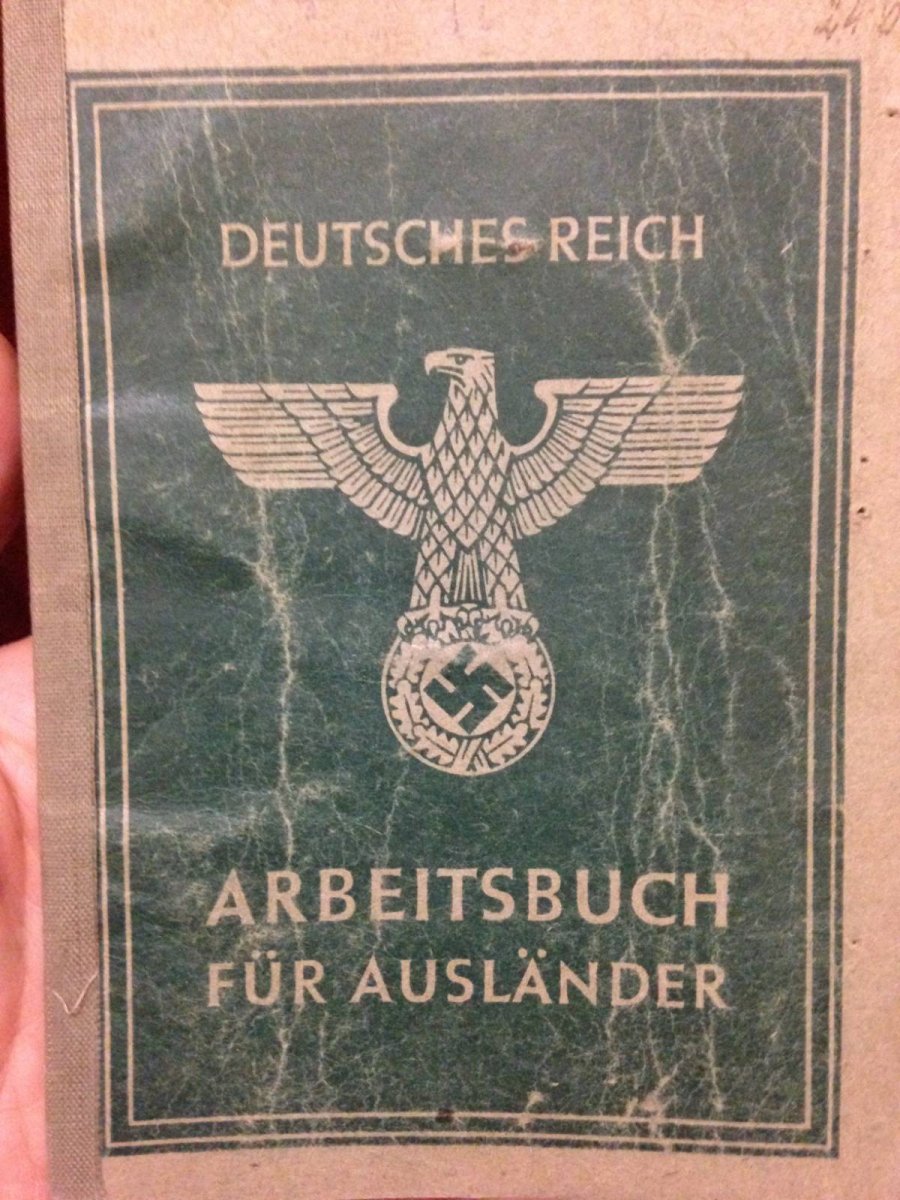 DEUTSCHES REICH
ARBEITSBUCH
FÜR AUSLÄNDER